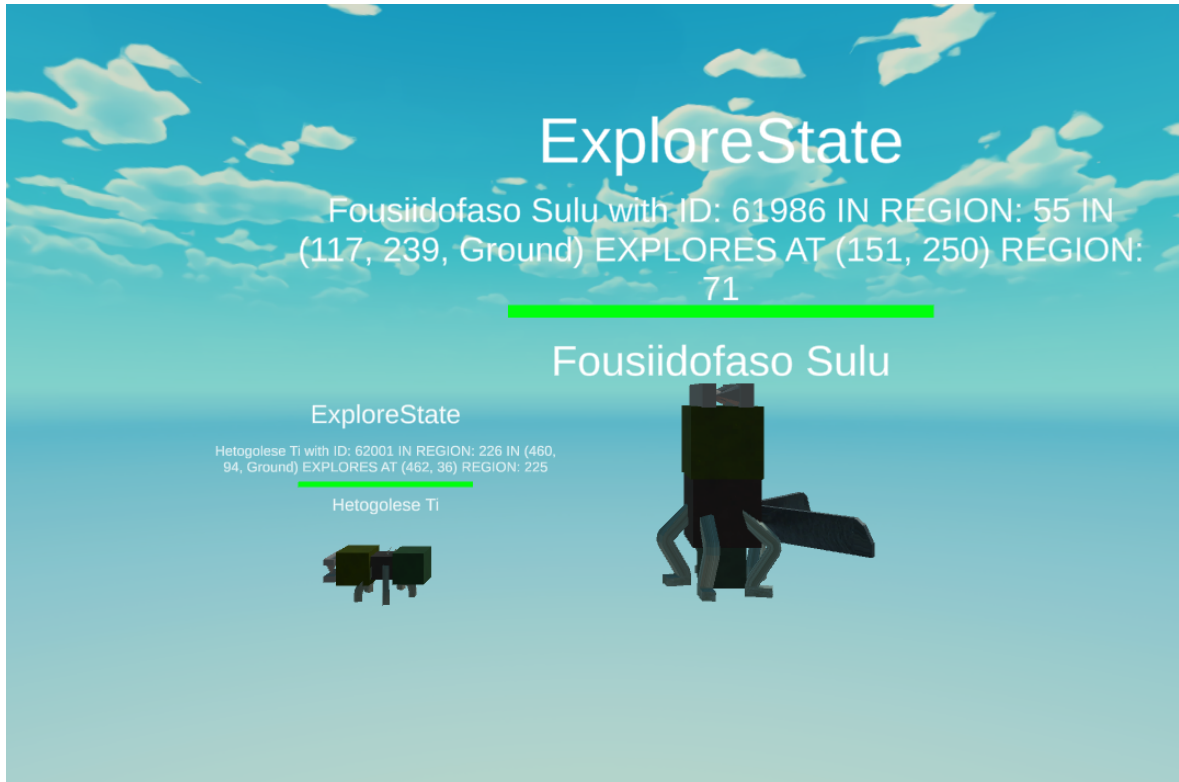 ExploreState
Fousiidofaso Sulu with ID: 61986 IN REGION: 55 IN
(117, 239, Ground) EXPLORES AT (151, 250) REGION:
71
Fousiidofaso Sulu
ExploreState
Hetogolese Ti with ID: 62001 IN REGION: 226 IN (460,
94, Ground) EXPLORES AT (462, 36) REGION: 225
Hetogolese Ti